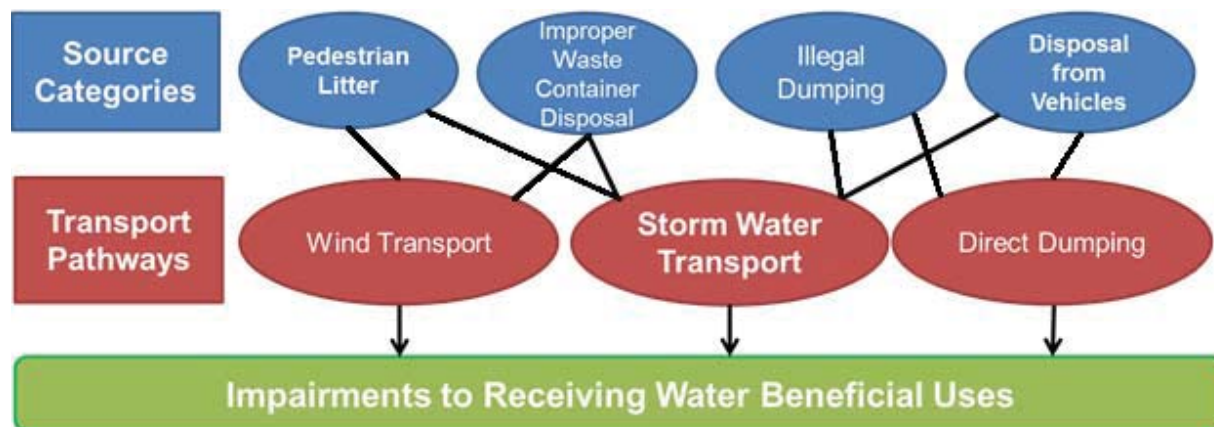 Source
Categories
Pedestrian
Litter
Improper
Waste
Container
Disposal
Illegal
Dumping
Disposal
from
Vehicles
Transport
Pathways
Wind Transport
Storm Water
Transport
Direct Dumping
Impairments to Receiving Water Beneficial Uses